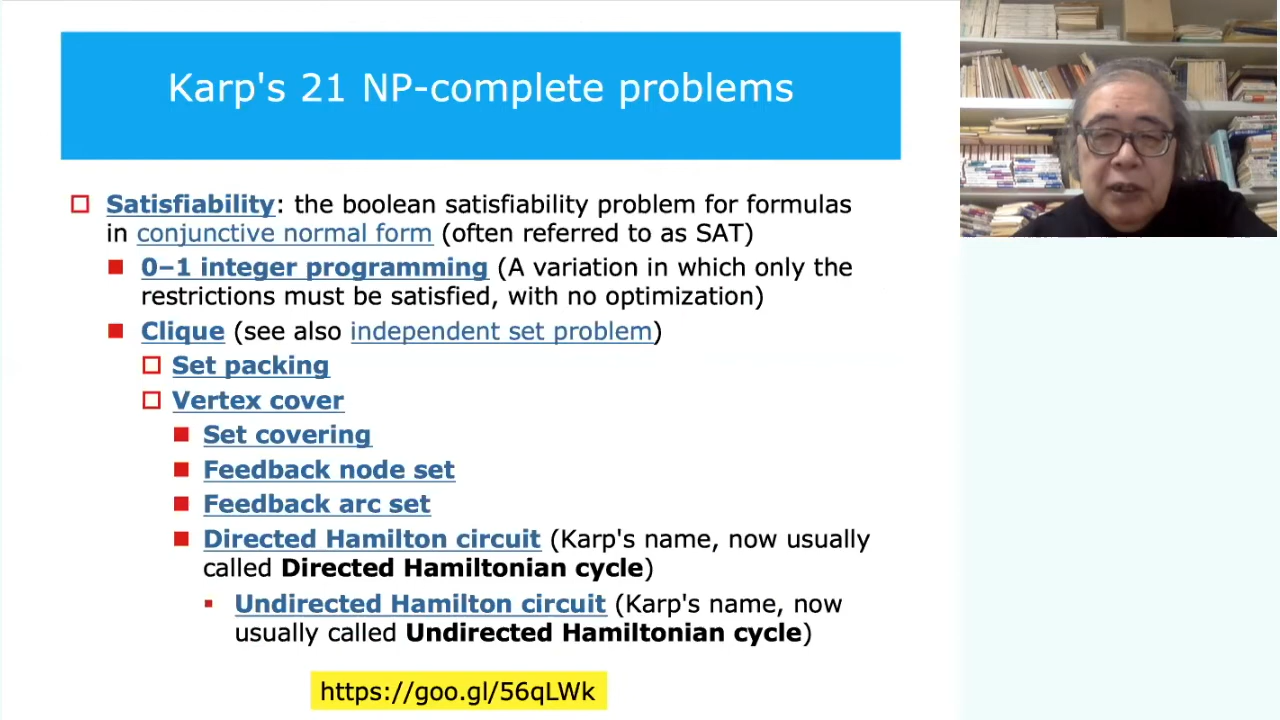 Karp's 21 NP-complete problems
Satisfiability: the boolean satisfiability problem for formulas
in conjunctive normal form (often referred to as SAT)
0–1 integer programming (A variation in which only the
restrictions must be satisfied, with no optimization)
Clique (see also independent set problem)
Set packing
Vertex cover
Set covering
Feedback node set
Feedback arc set
Directed Hamilton circuit (Karp's name, now usually
called Directed Hamiltonian cycle)
Undirected Hamilton circuit (Karp's name, now
usually called Undirected Hamiltonian cycle)
https://goo.gl/56qLWk